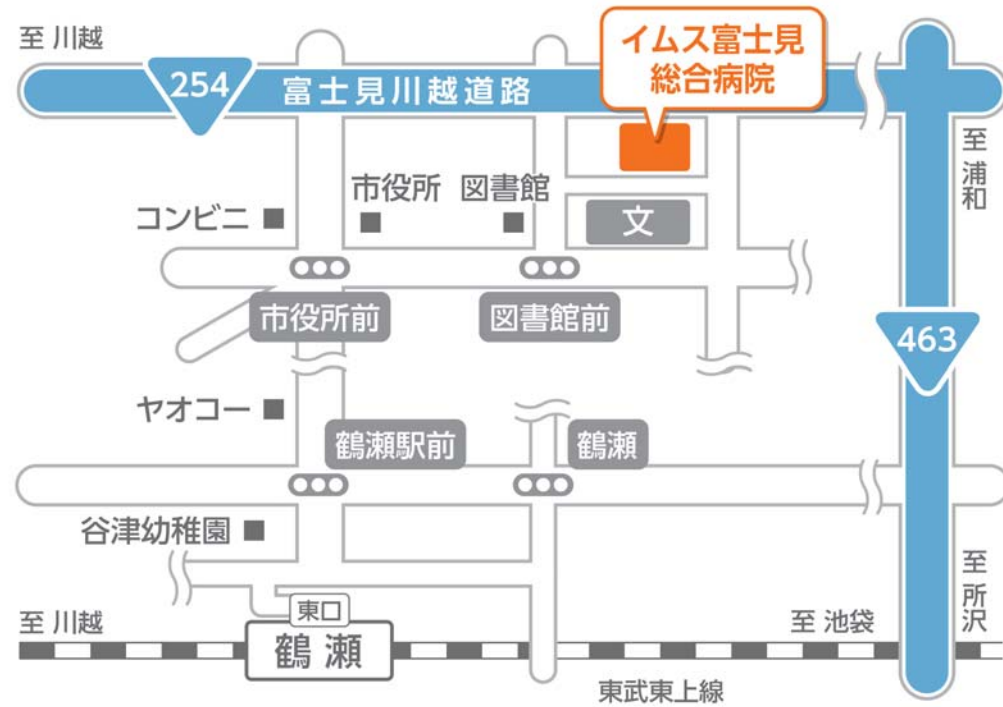 至 川越
254
富士見川越道路
イムス富士見
総合病院
至 浦和
市役所
図書館
コンビニ
文
市役所前
図書館前
463
ヤオコー
鶴瀬駅前
鶴瀬
谷津幼稚園
至 所沢
東口
至 川越
鶴瀬
至 池袋
東武東上線